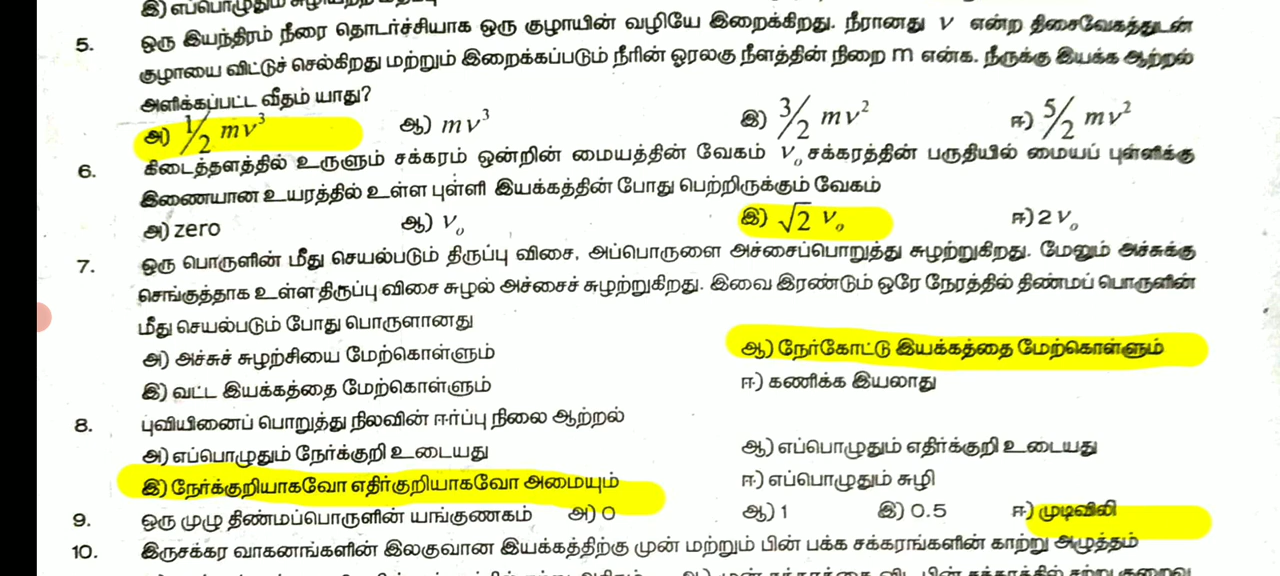 இ) எப்பொழுதும்
5. ஒரு இயந்திரம் நீரை தொடர்ச்சியாக ஒரு குழாயின் வழியே இறைக்கிறது. நீரானது v என்ற திசைவேகத்துடன்
குழாயை விட்டுச் செல்கிறது மற்றும் இறைக்கப்படும் நீரின் ஓரலகு நீளத்தின் நிறை m என்க. நீருக்கு இயக்க ஆற்றல்
அளிக்கப்பட்ட வீதம் யாது?
அ) 1/2 mv³ ஆ) mv³ இ) 3/2 mv² ஈ) 5/2 mv²
6. கிடைத்தளத்தில் உருளும் சக்கரம் ஒன்றின் மையத்தின் வேகம் v₀ சக்கரத்தின் பருதியில் மையப் புள்ளிக்கு
இணையான உயரத்தில் உள்ள புள்ளி இயக்கத்தின் போது பெற்றிருக்கும் வேகம்
அ) zero ஆ) v₀ இ) √2 v₀ ஈ) 2 v₀
7. ஒரு பொருளின் மீது செயல்படும் திருப்பு விசை, அப்பொருளை அச்சைப்பொறுத்து சுழற்றுகிறது. மேலும் அச்சுக்கு
செங்குத்தாக உள்ள திருப்பு விசை சுழல் அச்சைச் சுழற்றுகிறது. இவை இரண்டும் ஒரே நேரத்தில் திண்மப் பொருளின்
மீது செயல்படும் போது பொருளானது
அ) அச்சுச் சுழற்சியை மேற்கொள்ளும் ஆ) நேர்கோட்டு இயக்கத்தை மேற்கொள்ளும்
இ) வட்ட இயக்கத்தை மேற்கொள்ளும் ஈ) கணிக்க இயலாது
8. புவியினைப் பொறுத்து நிலவின் ஈர்ப்பு நிலை ஆற்றல்
அ) எப்பொழுதும் நேர்க்குறி உடையது ஆ) எப்பொழுதும் எதிர்க்குறி உடையது
இ) நேர்க்குறியாகவோ எதிர்குறியாகவோ அமையும் ஈ) எப்பொழுதும் சுழி
9. ஒரு முழு திண்மப்பொருளின் யங்குணகம் அ) 0 ஆ) 1 இ) 0.5 ஈ) முடிவிலி
10. இருசக்கர வாகனங்களின் இலகுவான இயக்கத்திற்கு முன் மற்றும் பின் பக்க சக்கரங்களின் காற்று அழுத்தம்